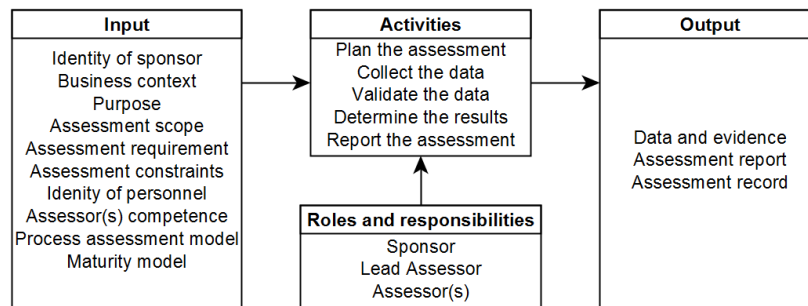 Input
Identity of sponsor
Business context
Purpose
Assessment scope
Assessment requirement
Assessment constraints
Idenity of personnel
Assessor(s) competence
Process assessment model
Maturity model
Activities
Plan the assessment
Collect the data
Validate the data
Determine the results
Report the assessment
Roles and responsibilities
Sponsor
Lead Assessor
Assessor(s)
Output
Data and evidence
Assessment report
Assessment record